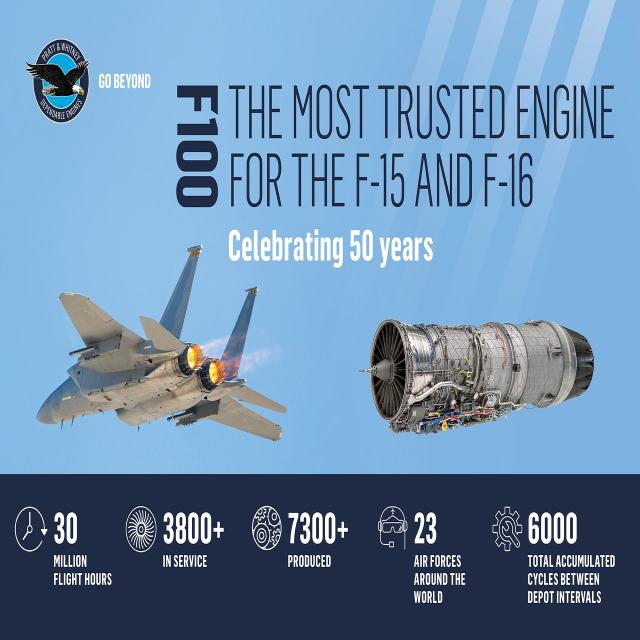 PRATT & WHITNEY
DEPENDABLE ENGINES
GO BEYOND
F100
THE MOST TRUSTED ENGINE
FOR THE F-15 AND F-16
Celebrating 50 years
30
MILLION
FLIGHT HOURS
3800+
IN SERVICE
7300+
PRODUCED
23
AIR FORCES
AROUND THE
WORLD
6000
TOTAL ACCUMULATED
CYCLES BETWEEN
DEPOT INTERVALS